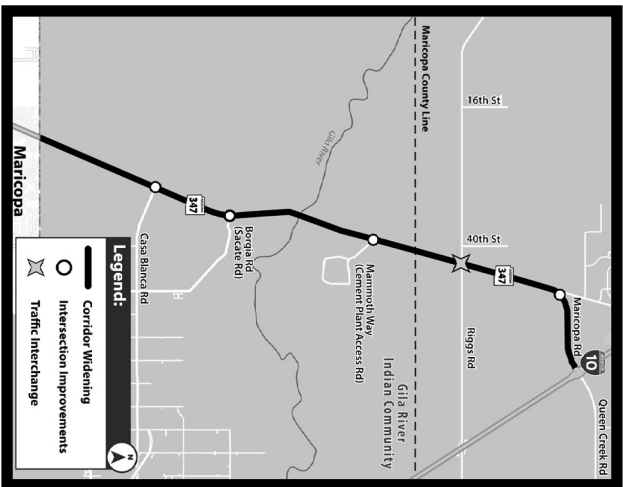 Queen Creek Rd
10
Maricopa Rd
347
16th St
40th St
Riggs Rd
Maricopa County Line
Gila River
Indian Community
Mammoth Way
(Cement Plant Access Rd)
Gila River
Borgia Rd
(Sacate Rd)
347
Casa Blanca Rd
Maricopa
Legend:
Corridor Widening
Intersection Improvements
Traffic Interchange
N